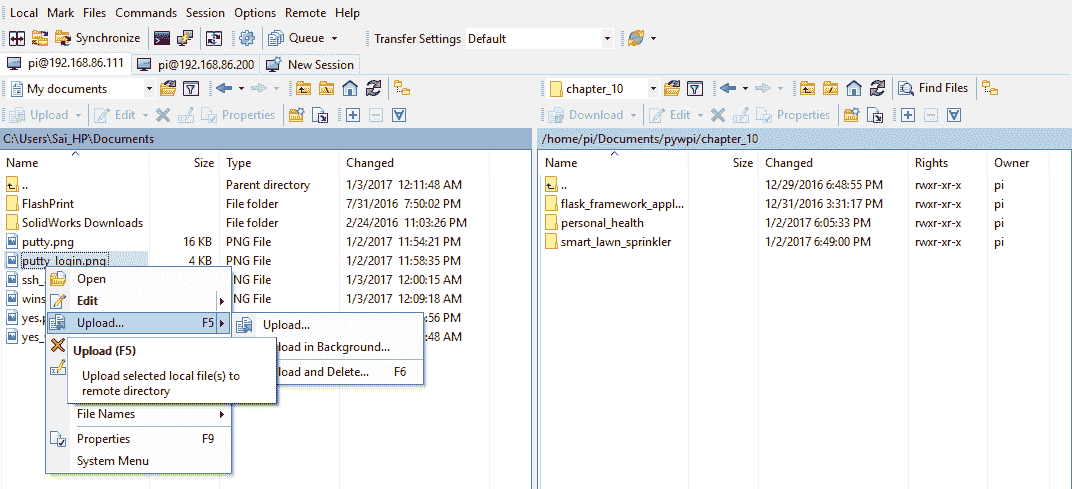 Local Mark Files Commands Session Options Remote Help
Synchronize Queue Transfer Settings Default
pi@192.168.86.111 pi@192.168.86.200 New Session
My documents
Upload Edit Properties
C:\Users\Sai_HP\Documents
Name Size Type Changed
.. Parent directory 1/3/2017 12:11:48 AM
FlashPrint File folder 7/31/2016 7:50:02 PM
SolidWorks Downloads File folder 2/24/2016 11:03:26 PM
putty.png 16 KB PNG File 1/2/2017 11:54:21 PM
putty_login.png 4 KB PNG File 1/2/2017 11:58:35 PM
ssh_ PNG File 1/3/2017 12:00:15 AM
wins PNG File 1/3/2017 12:09:18 AM
yes.p :56 PM
yes_ :48 AM
Open
Edit
Upload... F5
Upload...
load in Background...
load and Delete... F6
Upload (F5)
Upload selected local file(s) to
remote directory
File Names
Properties F9
System Menu
chapter_10 Find Files
Download Edit Properties
/home/pi/Documents/pywpi/chapter_10
Name Size Changed Rights Owner
.. 12/29/2016 6:48:55 PM rwxr-xr-x pi
flask_framework_appl... 12/31/2016 3:31:17 PM rwxr-xr-x pi
personal_health 1/2/2017 6:05:33 PM rwxr-xr-x pi
smart_lawn_sprinkler 1/2/2017 6:49:00 PM rwxr-xr-x pi